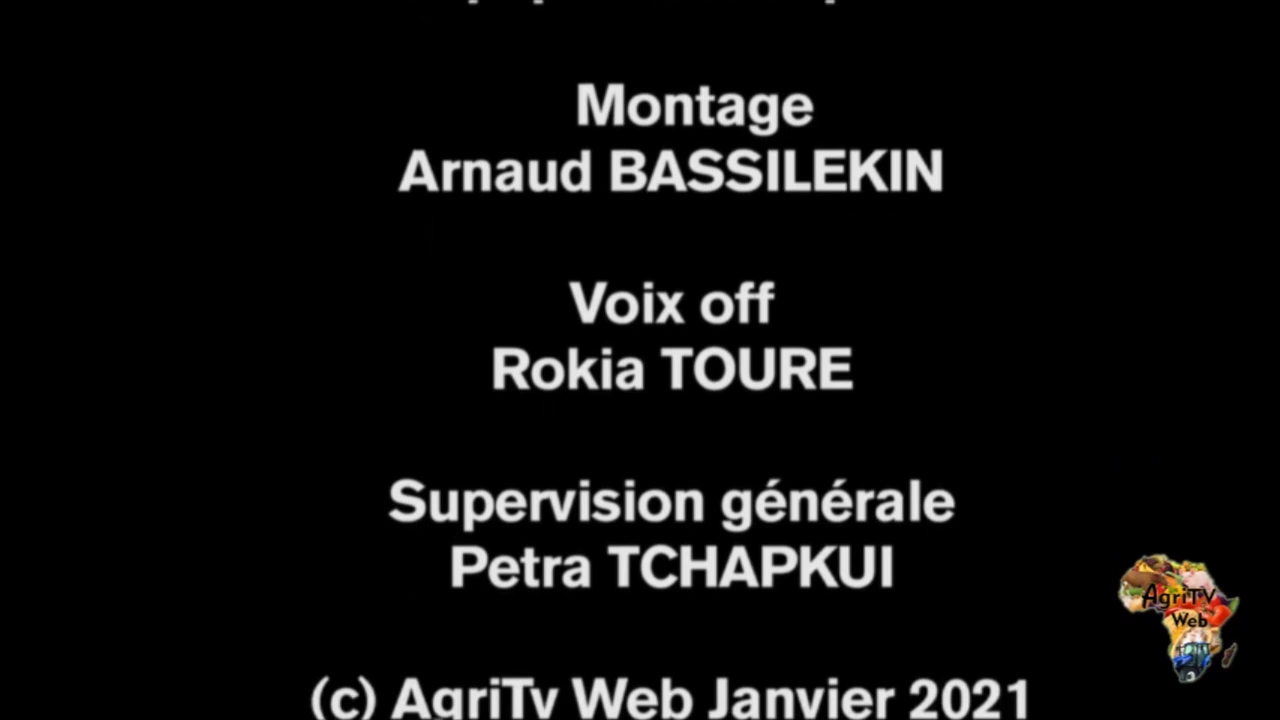 Montage
Arnaud BASSILEKIN
Voix off
Rokia TOURE
Supervision générale
Petra TCHAPKUI
(c) AgriTv Web Janvier 2021
AgriTV
Web